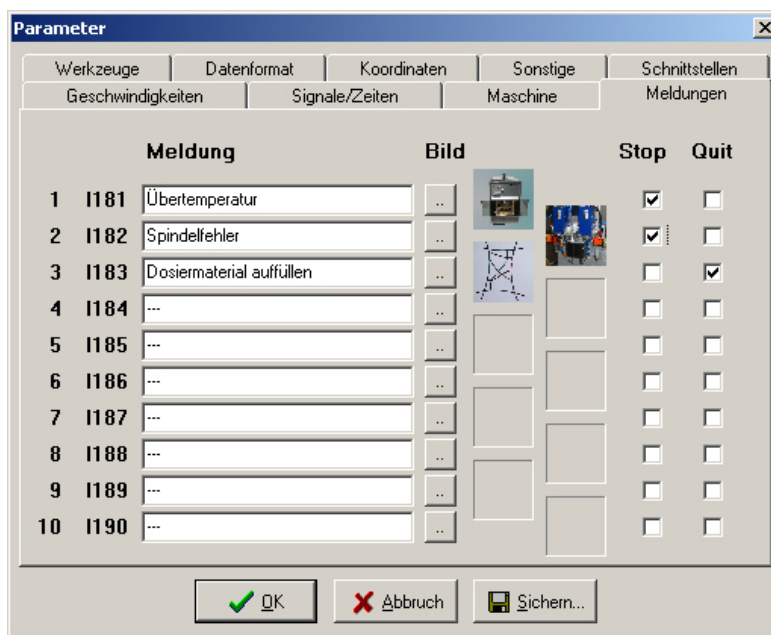 Parameter
Werkzeuge Datenformat Koordinaten Sonstige Schnittstellen
Geschwindigkeiten Signale/Zeiten Maschine Meldungen
Meldung Bild Stop Quit
1 I181 Übertemperatur ..
2 I182 Spindelfehler ..
3 I183 Dosiermaterial auffüllen ..
4 I184 --- ..
5 I185 --- ..
6 I186 --- ..
7 I187 --- ..
8 I188 --- ..
9 I189 --- ..
10 I190 --- ..
OK Abbruch Sichern...